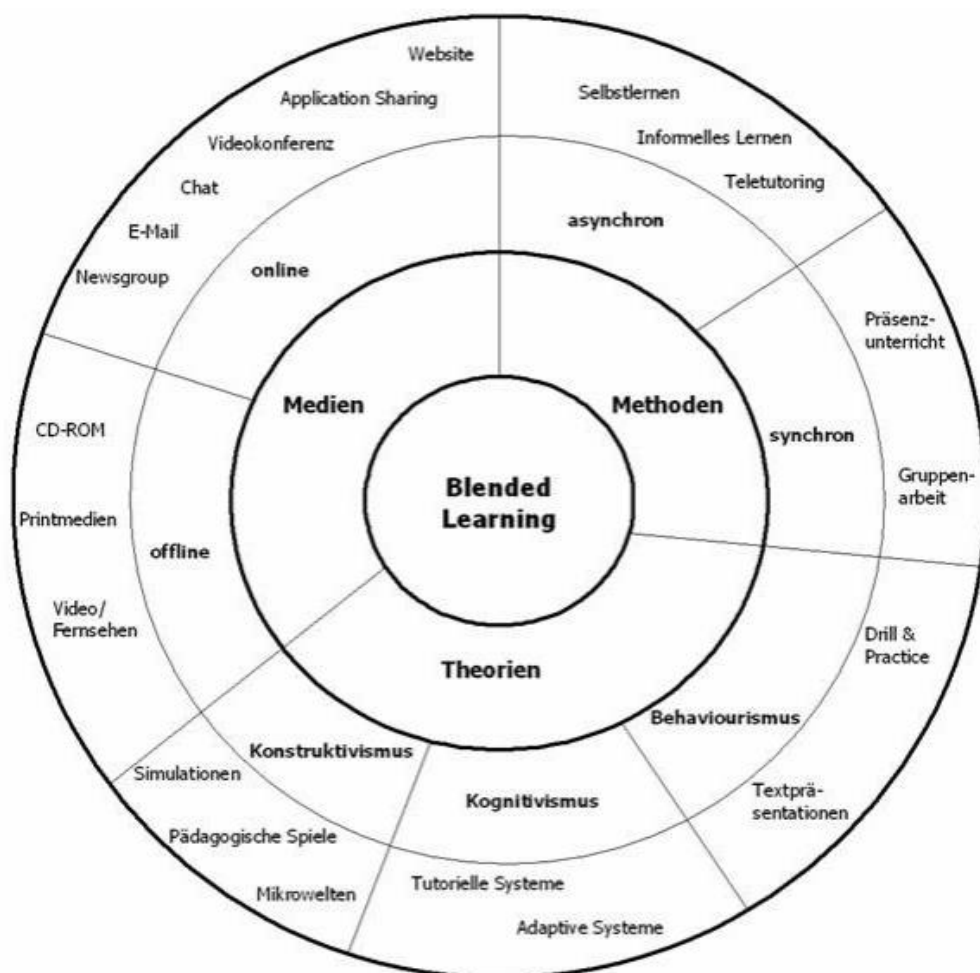 Website
Application Sharing
Videokonferenz
Chat
E-Mail
Newsgroup
online
Selbstlernen
Informelles Lernen
Teletutoring
asynchron
Präsenz-
unterricht
synchron
Gruppen-
arbeit
Medien
Methoden
Blended
Learning
CD-ROM
Printmedien
offline
Video/
Fernsehen
Theorien
Drill &
Practice
Behaviourismus
Textprä-
sentationen
Konstruktivismus
Simulationen
Pädagogische Spiele
Mikrowelten
Kognitivismus
Tutorielle Systeme
Adaptive Systeme